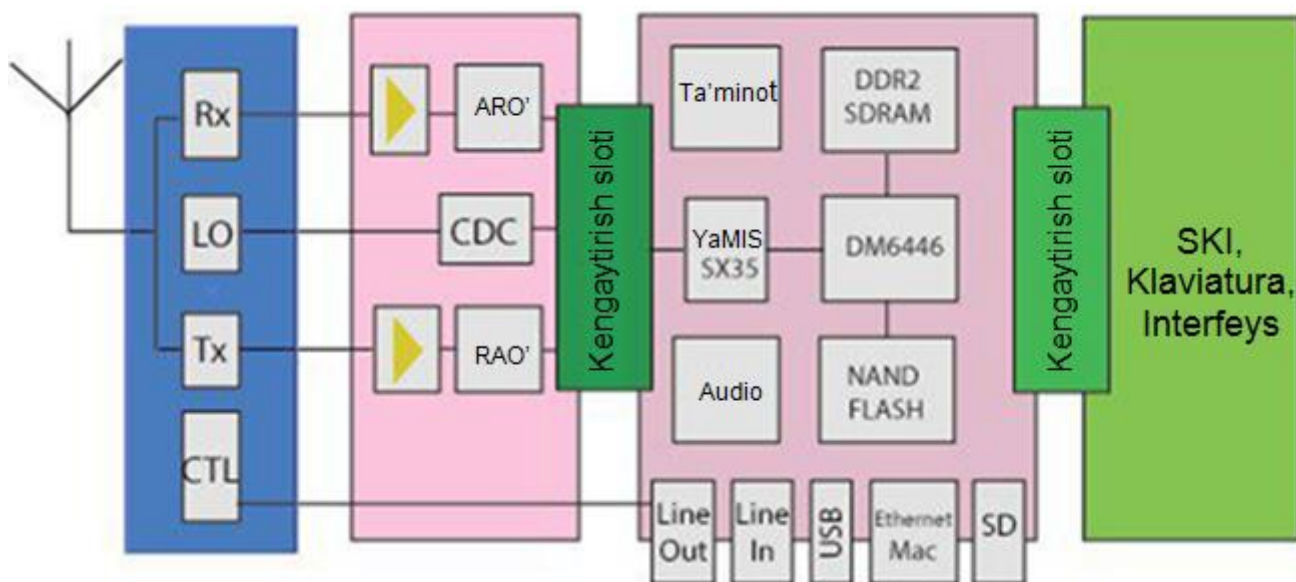 Rx
LO
Tx
CTL
ARO’
CDC
RAO’
Kengaytirish sloti
Ta’minot
DDR2
SDRAM
YaMIS
SX35
DM6446
Audio
NAND
FLASH
Line
Out
Line
In
USB
Ethernet
Mac
SD
Kengaytirish sloti
SKI,
Klaviatura,
Interfeys